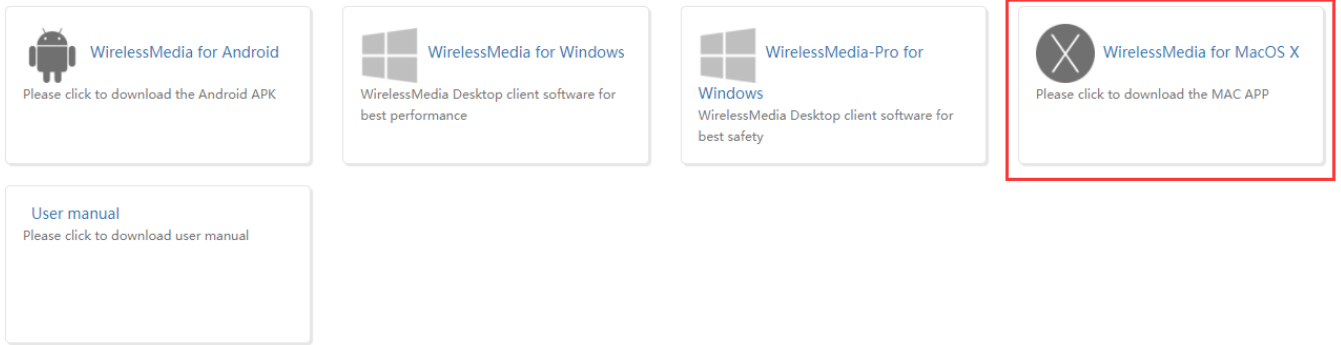 WirelessMedia for Android
Please click to download the Android APK
WirelessMedia for Windows
WirelessMedia Desktop client software for
best performance
WirelessMedia-Pro for
Windows
WirelessMedia Desktop client software for
best safety
WirelessMedia for MacOS X
Please click to download the MAC APP
User manual
Please click to download user manual